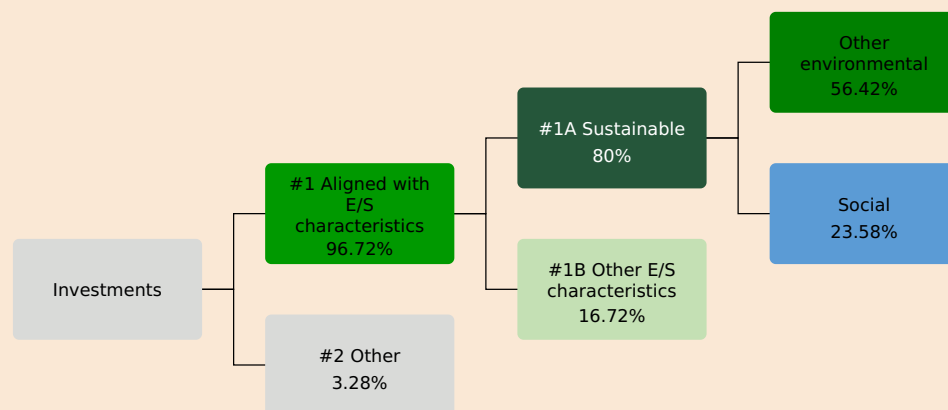 Investments
#1 Aligned with
E/S
characteristics
96.72%
#2 Other
3.28%
#1A Sustainable
80%
#1B Other E/S
characteristics
16.72%
Other
environmental
56.42%
Social
23.58%